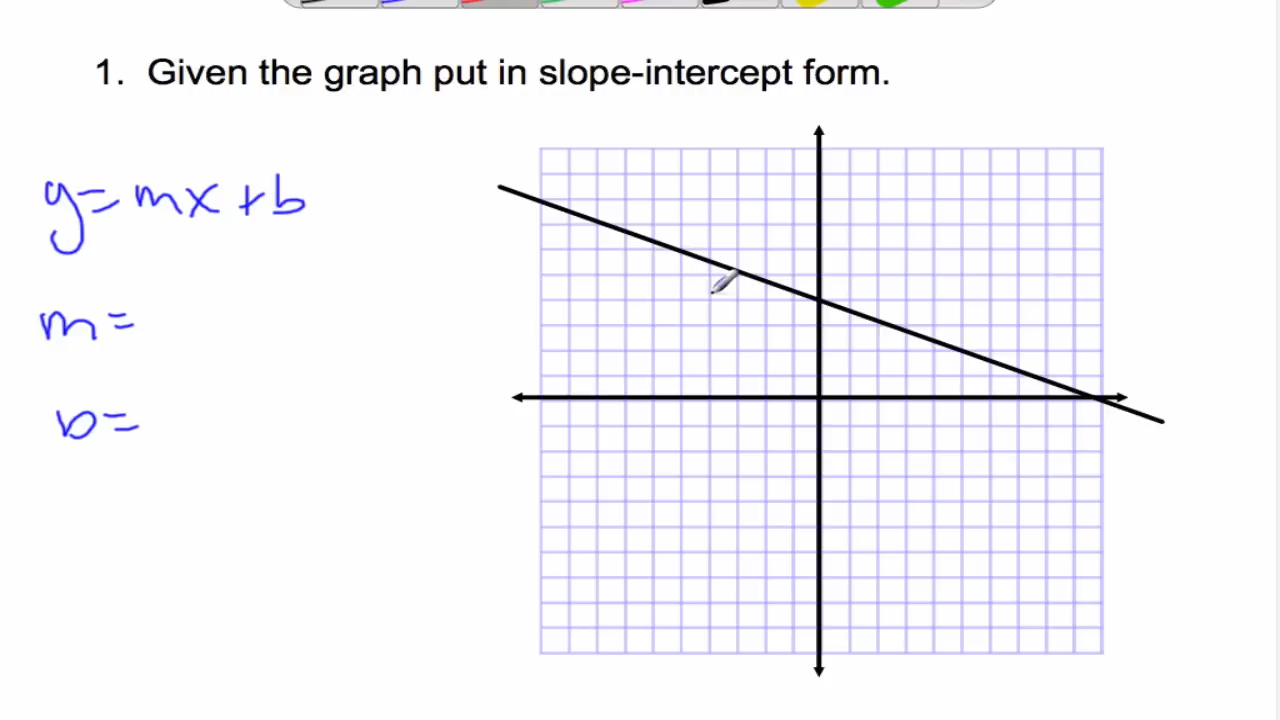 1. Given the graph put in slope-intercept form.
y=mx+b
m=
b=